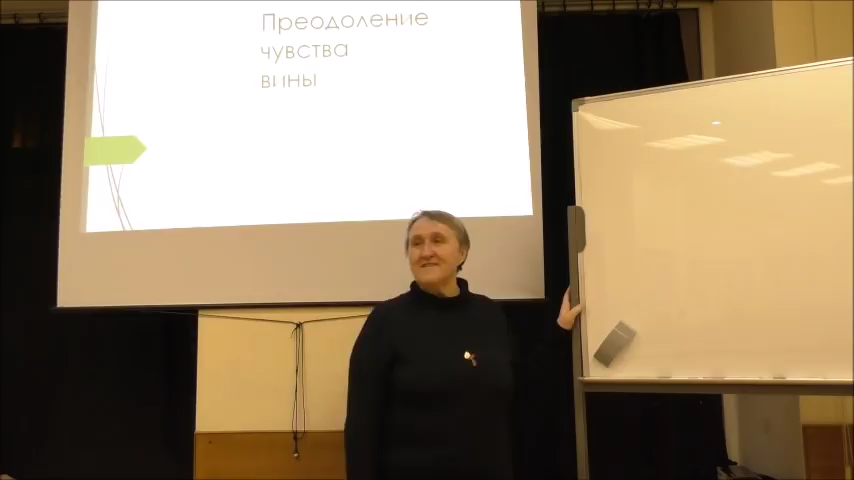 Преодоление
чувства
вины